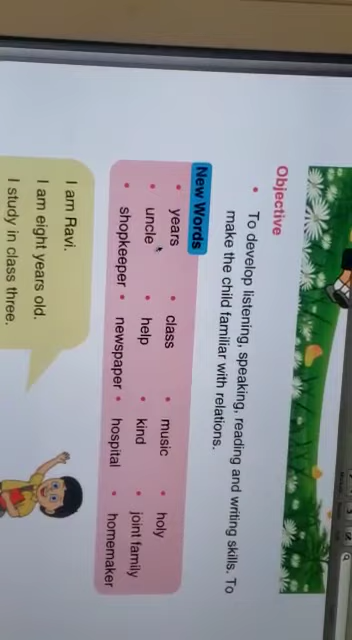 Objective
• To develop listening, speaking, reading and writing skills. To
make the child familiar with relations.
New Words
• years • class • music • holy
• uncle • help • kind • joint family
• shopkeeper • newspaper • hospital • homemaker
I am Ravi.
I am eight years old.
I study in class three.